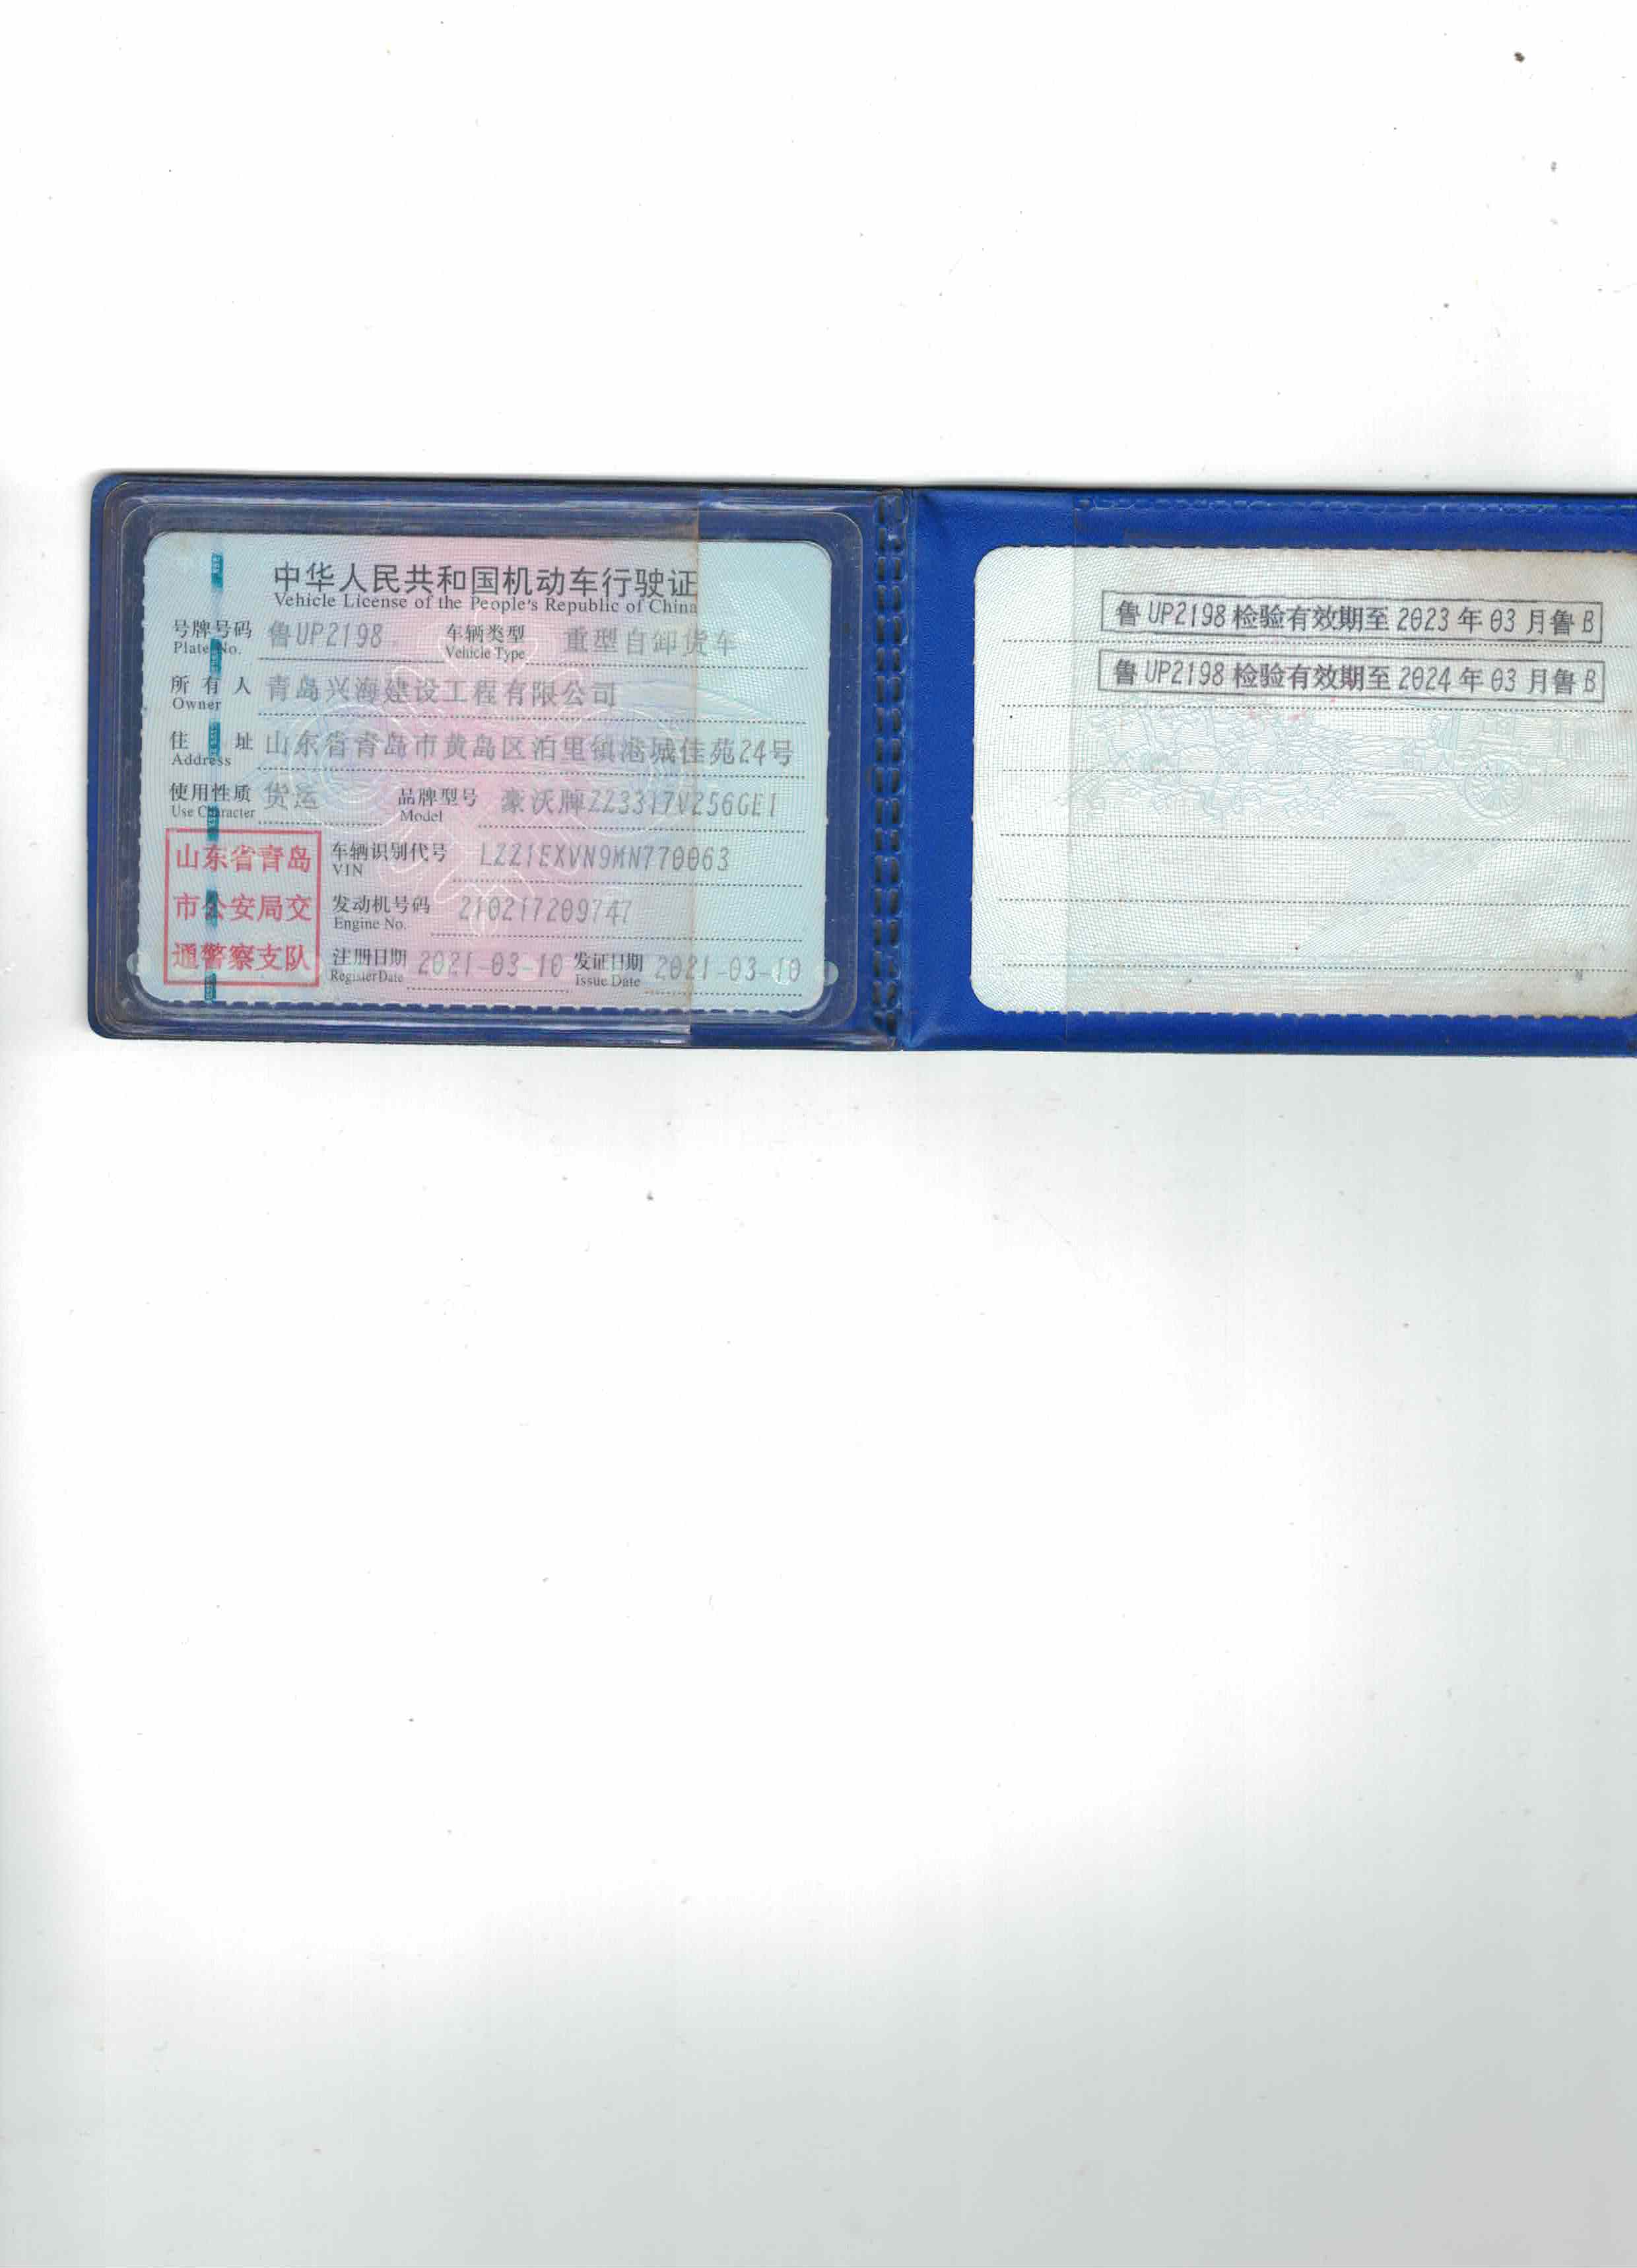 中华人民共和国机动车行驶证
Vehicle License of the People's Republic of China
号牌号码 鲁UP2198 车辆类型 重型自卸货车
Plate No. Vehicle Type
所有人 青岛兴海建设工程有限公司
Owner
住址 山东省青岛市黄岛区泊里镇港城佳苑24号
Address
使用性质 货运 品牌型号 豪沃牌ZZ3317V256GE1
Use Character Model
山东省青岛
市公安局交
通警察支队
车辆识别代号 LZZ1EXVN9MN770063
VIN
发动机号码 210217209747
Engine No.
注册日期 2021-03-10 发证日期 2021-03-10
Register Date Issue Date
鲁UP2198检验有效期至2023年03月鲁B
鲁UP2198检验有效期至2024年03月鲁B